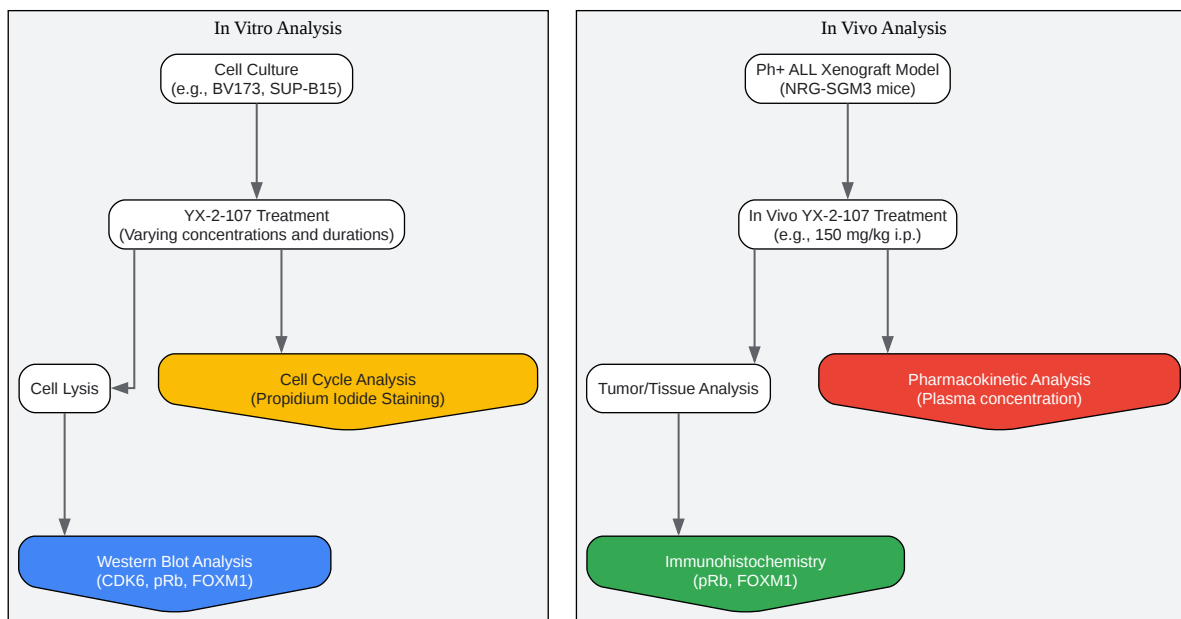 In Vitro Analysis
Cell Culture
(e.g., BV173, SUP-B15)
YX-2-107 Treatment
(Varying concentrations and durations)
Cell Lysis
Cell Cycle Analysis
(Propidium Iodide Staining)
Western Blot Analysis
(CDK6, pRb, FOXM1)
In Vivo Analysis
Ph+ ALL Xenograft Model
(NRG-SGM3 mice)
In Vivo YX-2-107 Treatment
(e.g., 150 mg/kg i.p.)
Tumor/Tissue Analysis
Pharmacokinetic Analysis
(Plasma concentration)
Immunohistochemistry
(pRb, FOXM1)